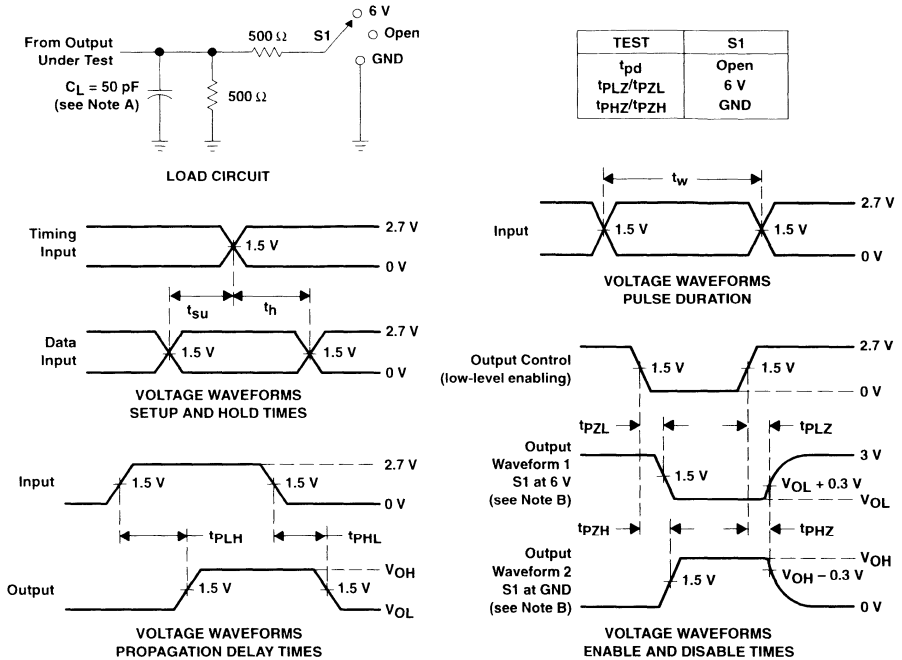 6 V
Open
GND
S1
500 Ω
From Output
Under Test
CL = 50 pF
(see Note A)
500 Ω
LOAD CIRCUIT
TEST S1
tpd Open
tPLZ/tPZL 6 V
tPHZ/tPZH GND
tw
Input
2.7 V
1.5 V 1.5 V
0 V
VOLTAGE WAVEFORMS
PULSE DURATION
Timing
Input
2.7 V
1.5 V
0 V
tsu th
Data
Input
2.7 V
1.5 V 1.5 V
0 V
VOLTAGE WAVEFORMS
SETUP AND HOLD TIMES
Input
2.7 V
1.5 V 1.5 V
0 V
tPLH tPHL
Output
VOH
1.5 V 1.5 V
VOL
VOLTAGE WAVEFORMS
PROPAGATION DELAY TIMES
Output Control
(low-level enabling)
2.7 V
1.5 V 1.5 V
0 V
tPZL tPLZ
Output
Waveform 1
S1 at 6 V
(see Note B)
3 V
1.5 V
VOL + 0.3 V
VOL
tPZH tPHZ
Output
Waveform 2
S1 at GND
(see Note B)
VOH
1.5 V
VOH − 0.3 V
0 V
VOLTAGE WAVEFORMS
ENABLE AND DISABLE TIMES